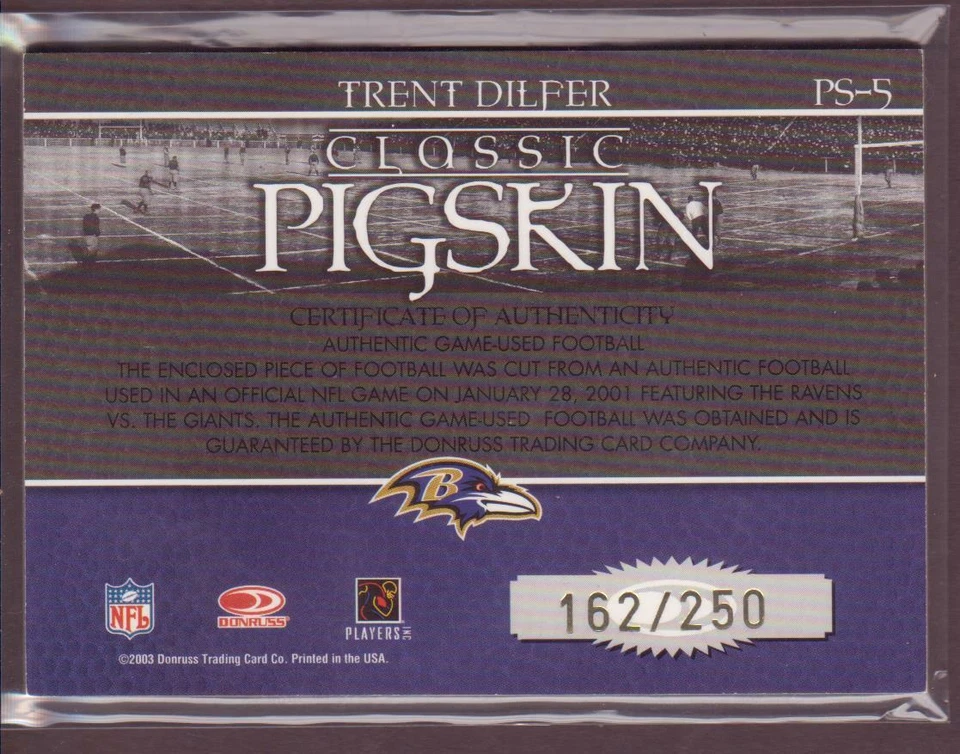 TRENT DILFER
PS-5
CLASSIC
PIGSKIN
CERTIFICATE OF AUTHENTICITY
AUTHENTIC GAME-USED FOOTBALL
THE ENCLOSED PIECE OF FOOTBALL WAS CUT FROM AN AUTHENTIC FOOTBALL
USED IN AN OFFICIAL NFL GAME ON JANUARY 28, 2001 FEATURING THE RAVENS
VS. THE GIANTS. THE AUTHENTIC GAME-USED FOOTBALL WAS OBTAINED AND IS
GUARANTEED BY THE DONRUSS TRADING CARD COMPANY.
B
NFL
DONRUSS
PLAYERS INC
162/250
©2003 Donruss Trading Card Co. Printed in the USA.